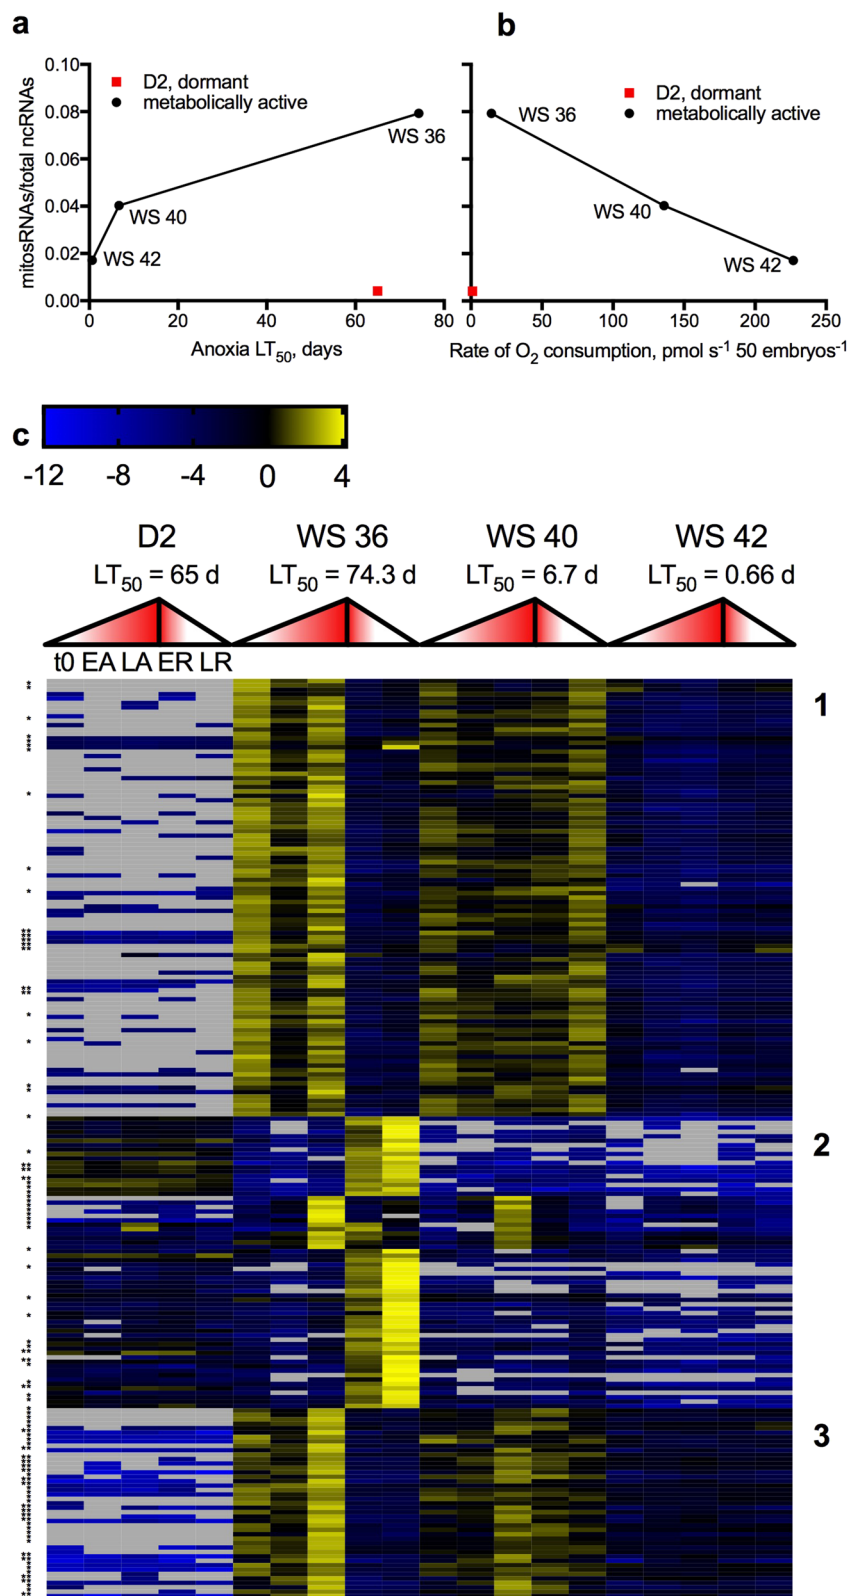 a
b
0.10
0.08
0.06
0.04
0.02
0.00
mitosRNAs/total ncRNAs
D2, dormant
metabolically active
WS 36
WS 40
WS 42
0 20 40 60 80
Anoxia LT50, days
D2, dormant
metabolically active
WS 36
WS 40
WS 42
0 50 100 150 200 250
Rate of O2 consumption, pmol s-1 50 embryos-1
c
-12 -8 -4 0 4
D2 WS 36 WS 40 WS 42
LT50 = 65 d LT50 = 74.3 d LT50 = 6.7 d LT50 = 0.66 d
t0 EA LA ER LR
1
2
3